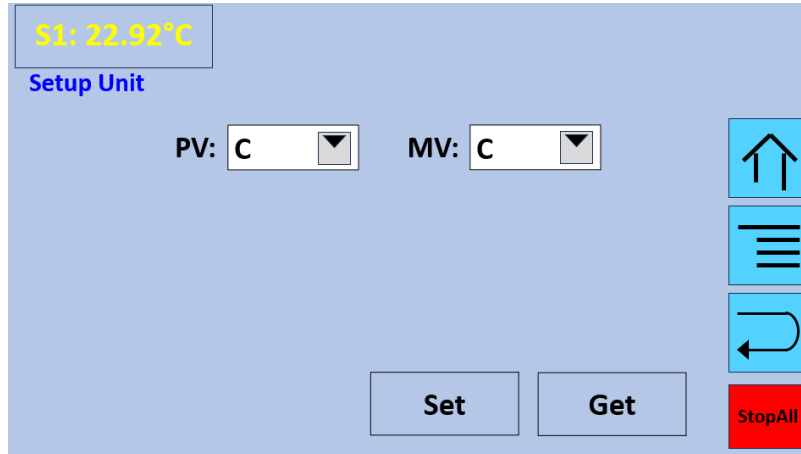 S1: 22.92°C
Setup Unit
PV: C MV: C
Set Get
StopAll